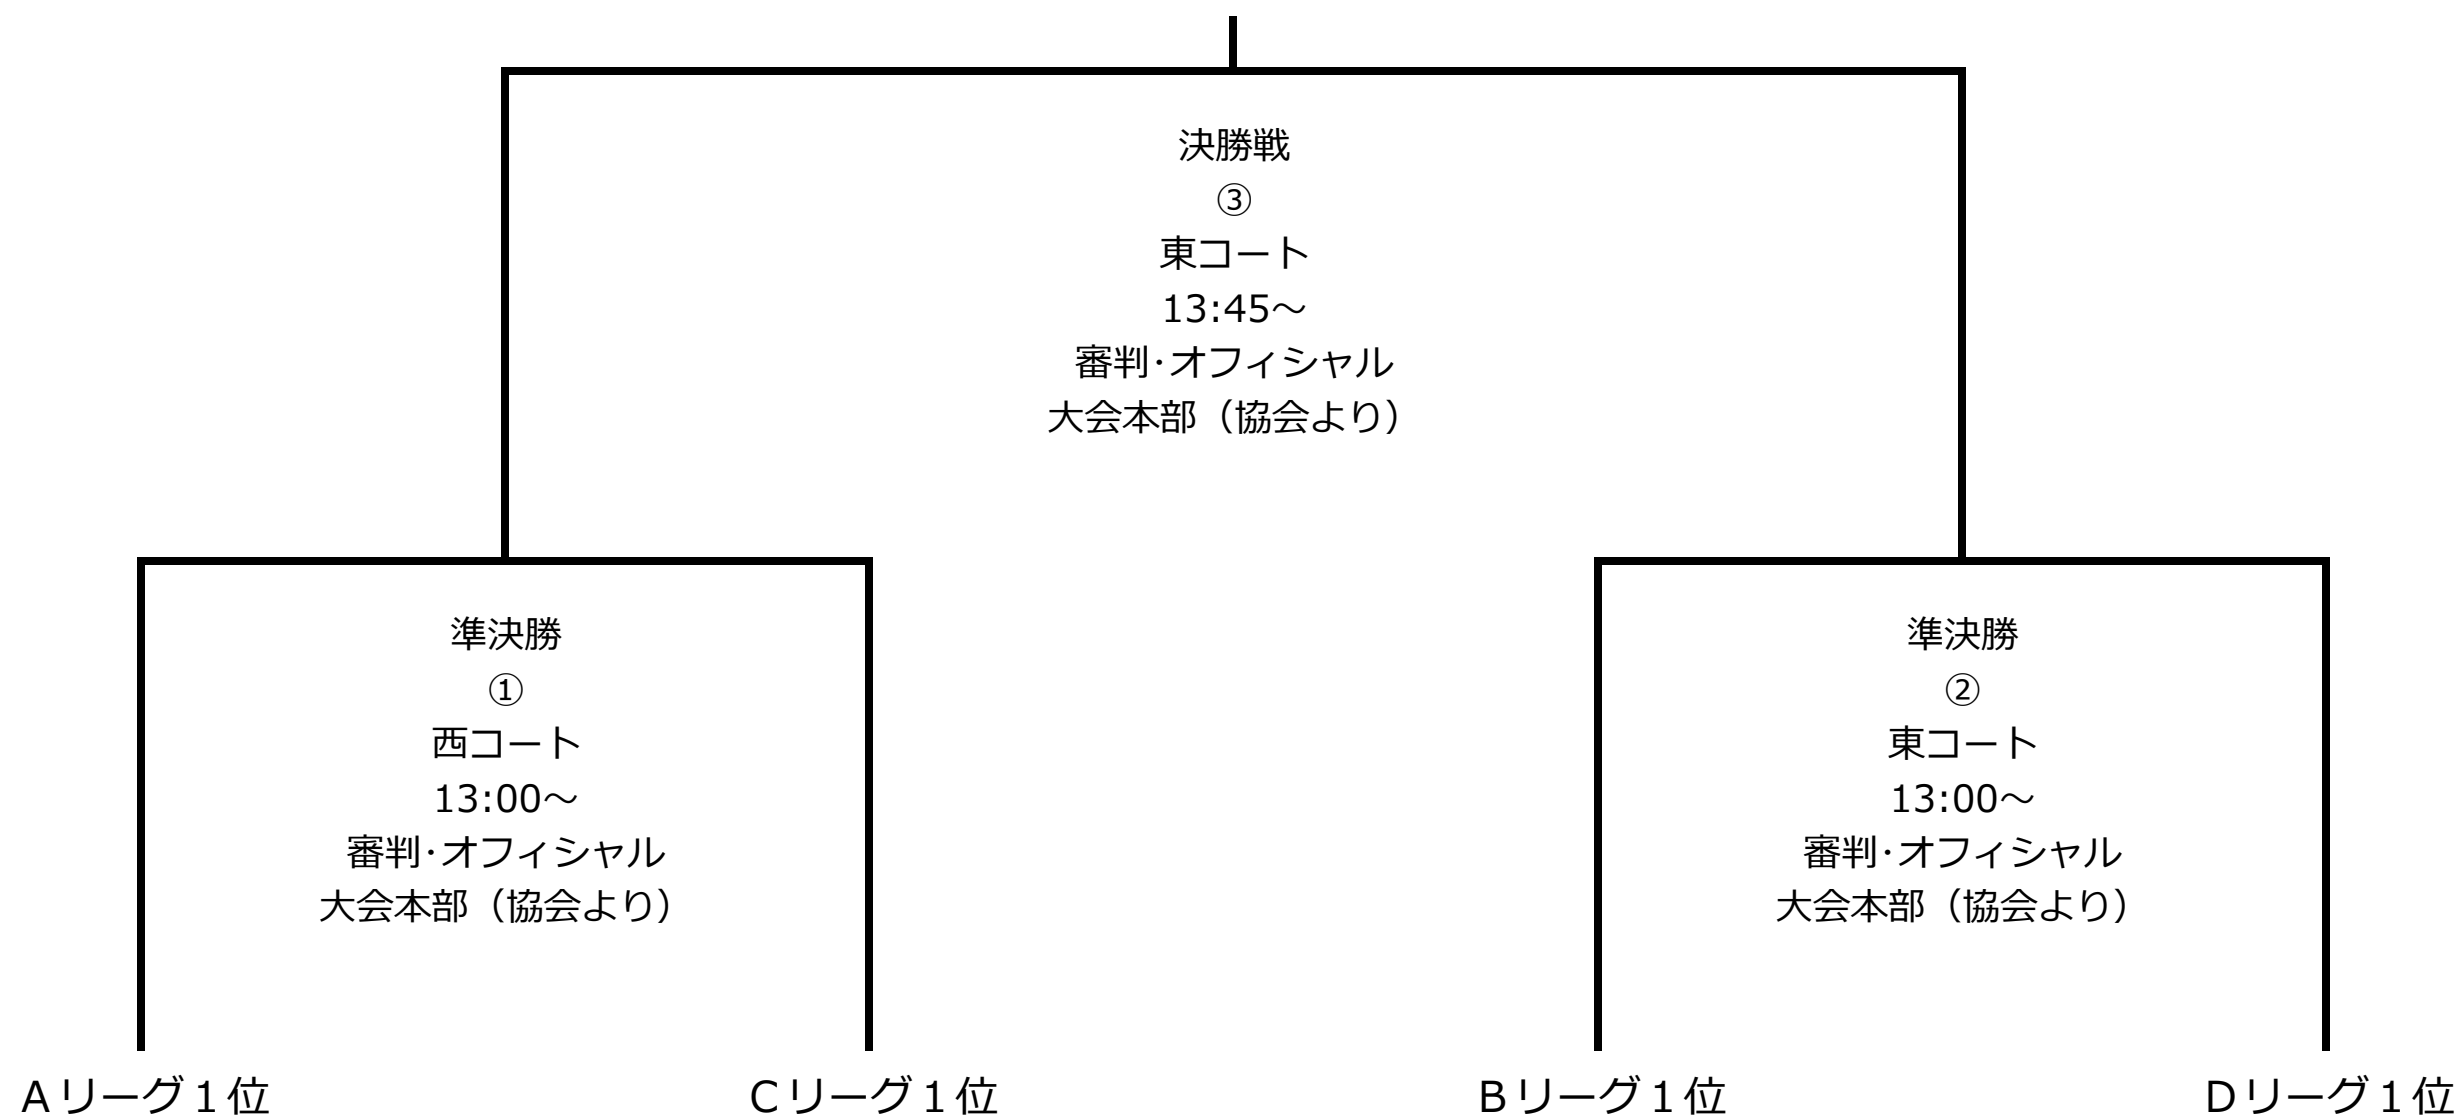 決勝戦
③
東コート
13:45～
審判･オフィシャル
大会本部（協会より）
準決勝
①
西コート
13:00～
審判･オフィシャル
大会本部（協会より）
準決勝
②
東コート
13:00～
審判･オフィシャル
大会本部（協会より）
Ａリーグ１位
Ｃリーグ１位
Ｂリーグ１位
Ｄリーグ１位